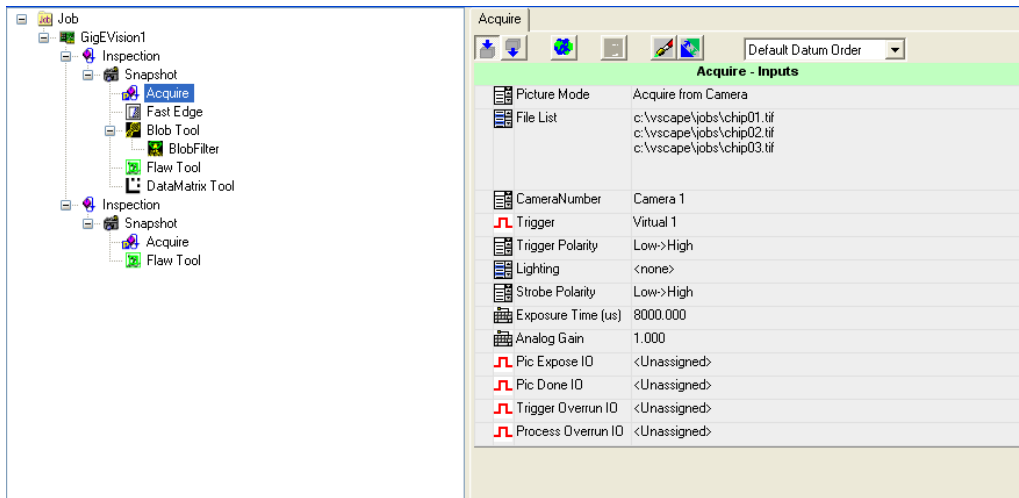 Job
GigEVision1
Inspection
Snapshot
Acquire
Fast Edge
Blob Tool
BlobFilter
Flaw Tool
DataMatrix Tool
Inspection
Snapshot
Acquire
Flaw Tool
Acquire
Default Datum Order
Acquire - Inputs
Picture Mode Acquire from Camera
File List c:\vscape\jobs\chip01.tif
c:\vscape\jobs\chip02.tif
c:\vscape\jobs\chip03.tif
CameraNumber Camera 1
Trigger Virtual 1
Trigger Polarity Low->High
Lighting <none>
Strobe Polarity Low->High
Exposure Time (us) 8000.000
Analog Gain 1.000
Pic Expose IO <Unassigned>
Pic Done IO <Unassigned>
Trigger Overrun IO <Unassigned>
Process Overrun IO <Unassigned>